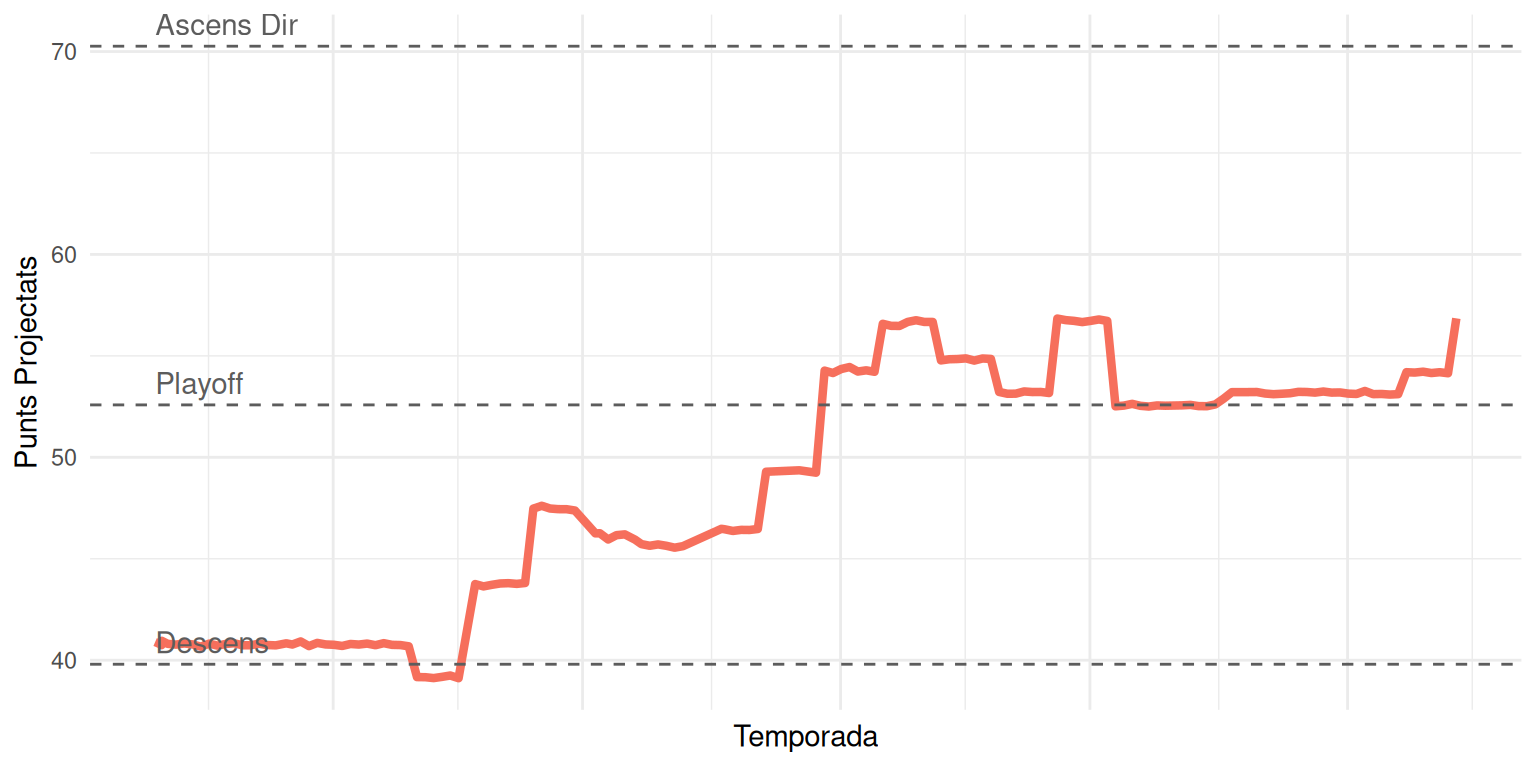 Ascens Dir
70
60
Playoff
50
Descens
40
Punts Projectats
Temporada